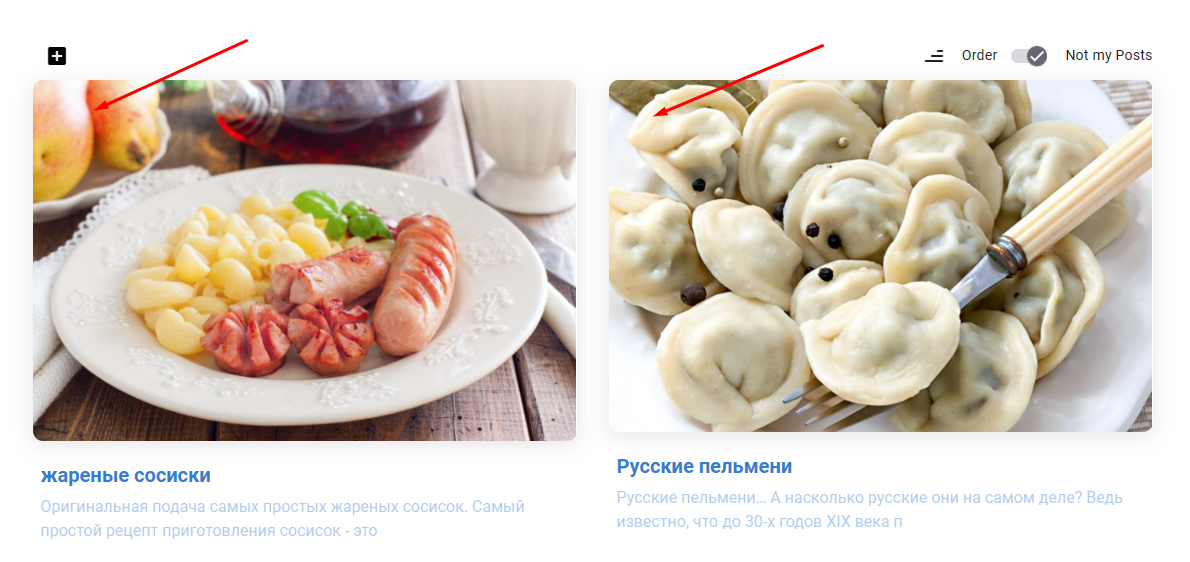 Order
Not my Posts
жареные сосиски
Оригинальная подача самых простых жареных сосисок. Самый
простой рецепт приготовления сосисок - это
Русские пельмени
Русские пельмени… А насколько русские они на самом деле? Ведь
известно, что до 30-х годов XIX века п